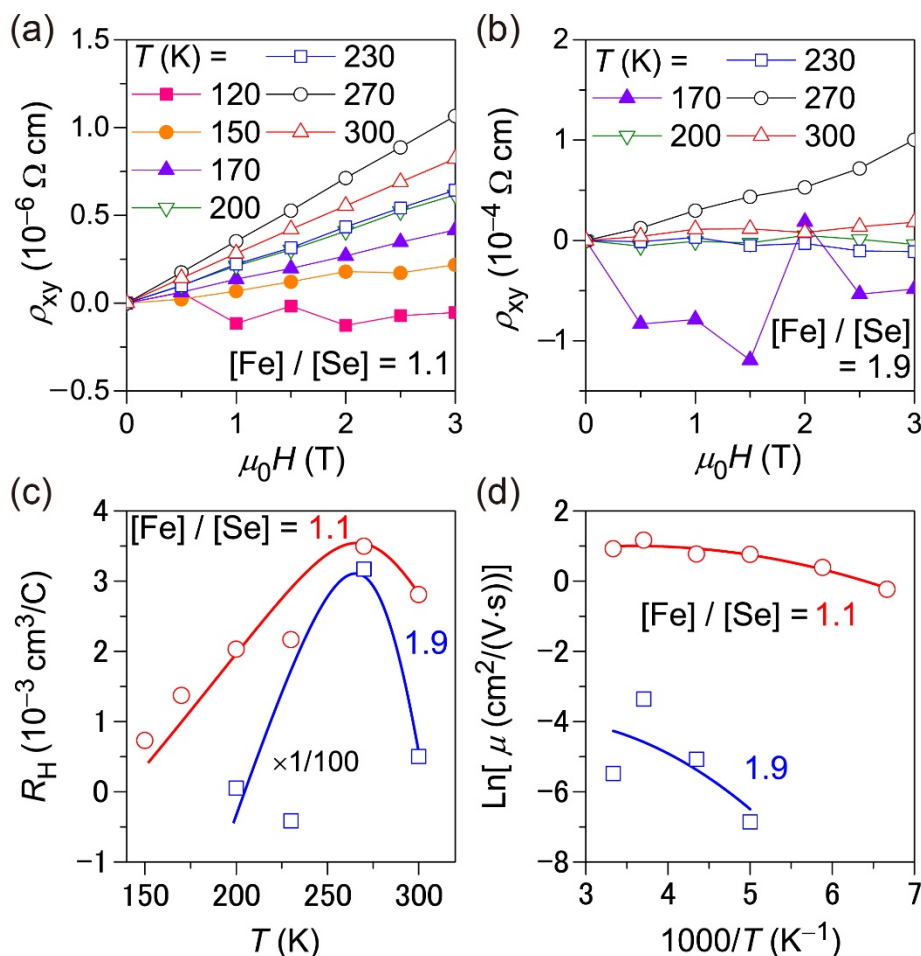 (a)
1.5
1.0
0.5
0.0
−0.5
ρxy (10⁻⁶ Ω cm)
T (K) =
120
150
170
200
230
270
300
[Fe] / [Se] = 1.1
0 1 2 3
μ₀H (T)
(b)
2
1
0
−1
ρxy (10⁻⁴ Ω cm)
T (K) =
170
200
230
270
300
[Fe] / [Se]
= 1.9
0 1 2 3
μ₀H (T)
(c)
4
3
2
1
0
−1
R_H (10⁻³ cm³/C)
[Fe] / [Se] = 1.1
1.9
×1/100
150 200 250 300
T (K)
(d)
2
0
−2
−4
−6
−8
Ln[ μ (cm²/(V·s))]
[Fe] / [Se] = 1.1
1.9
3 4 5 6 7
1000/T (K⁻¹)